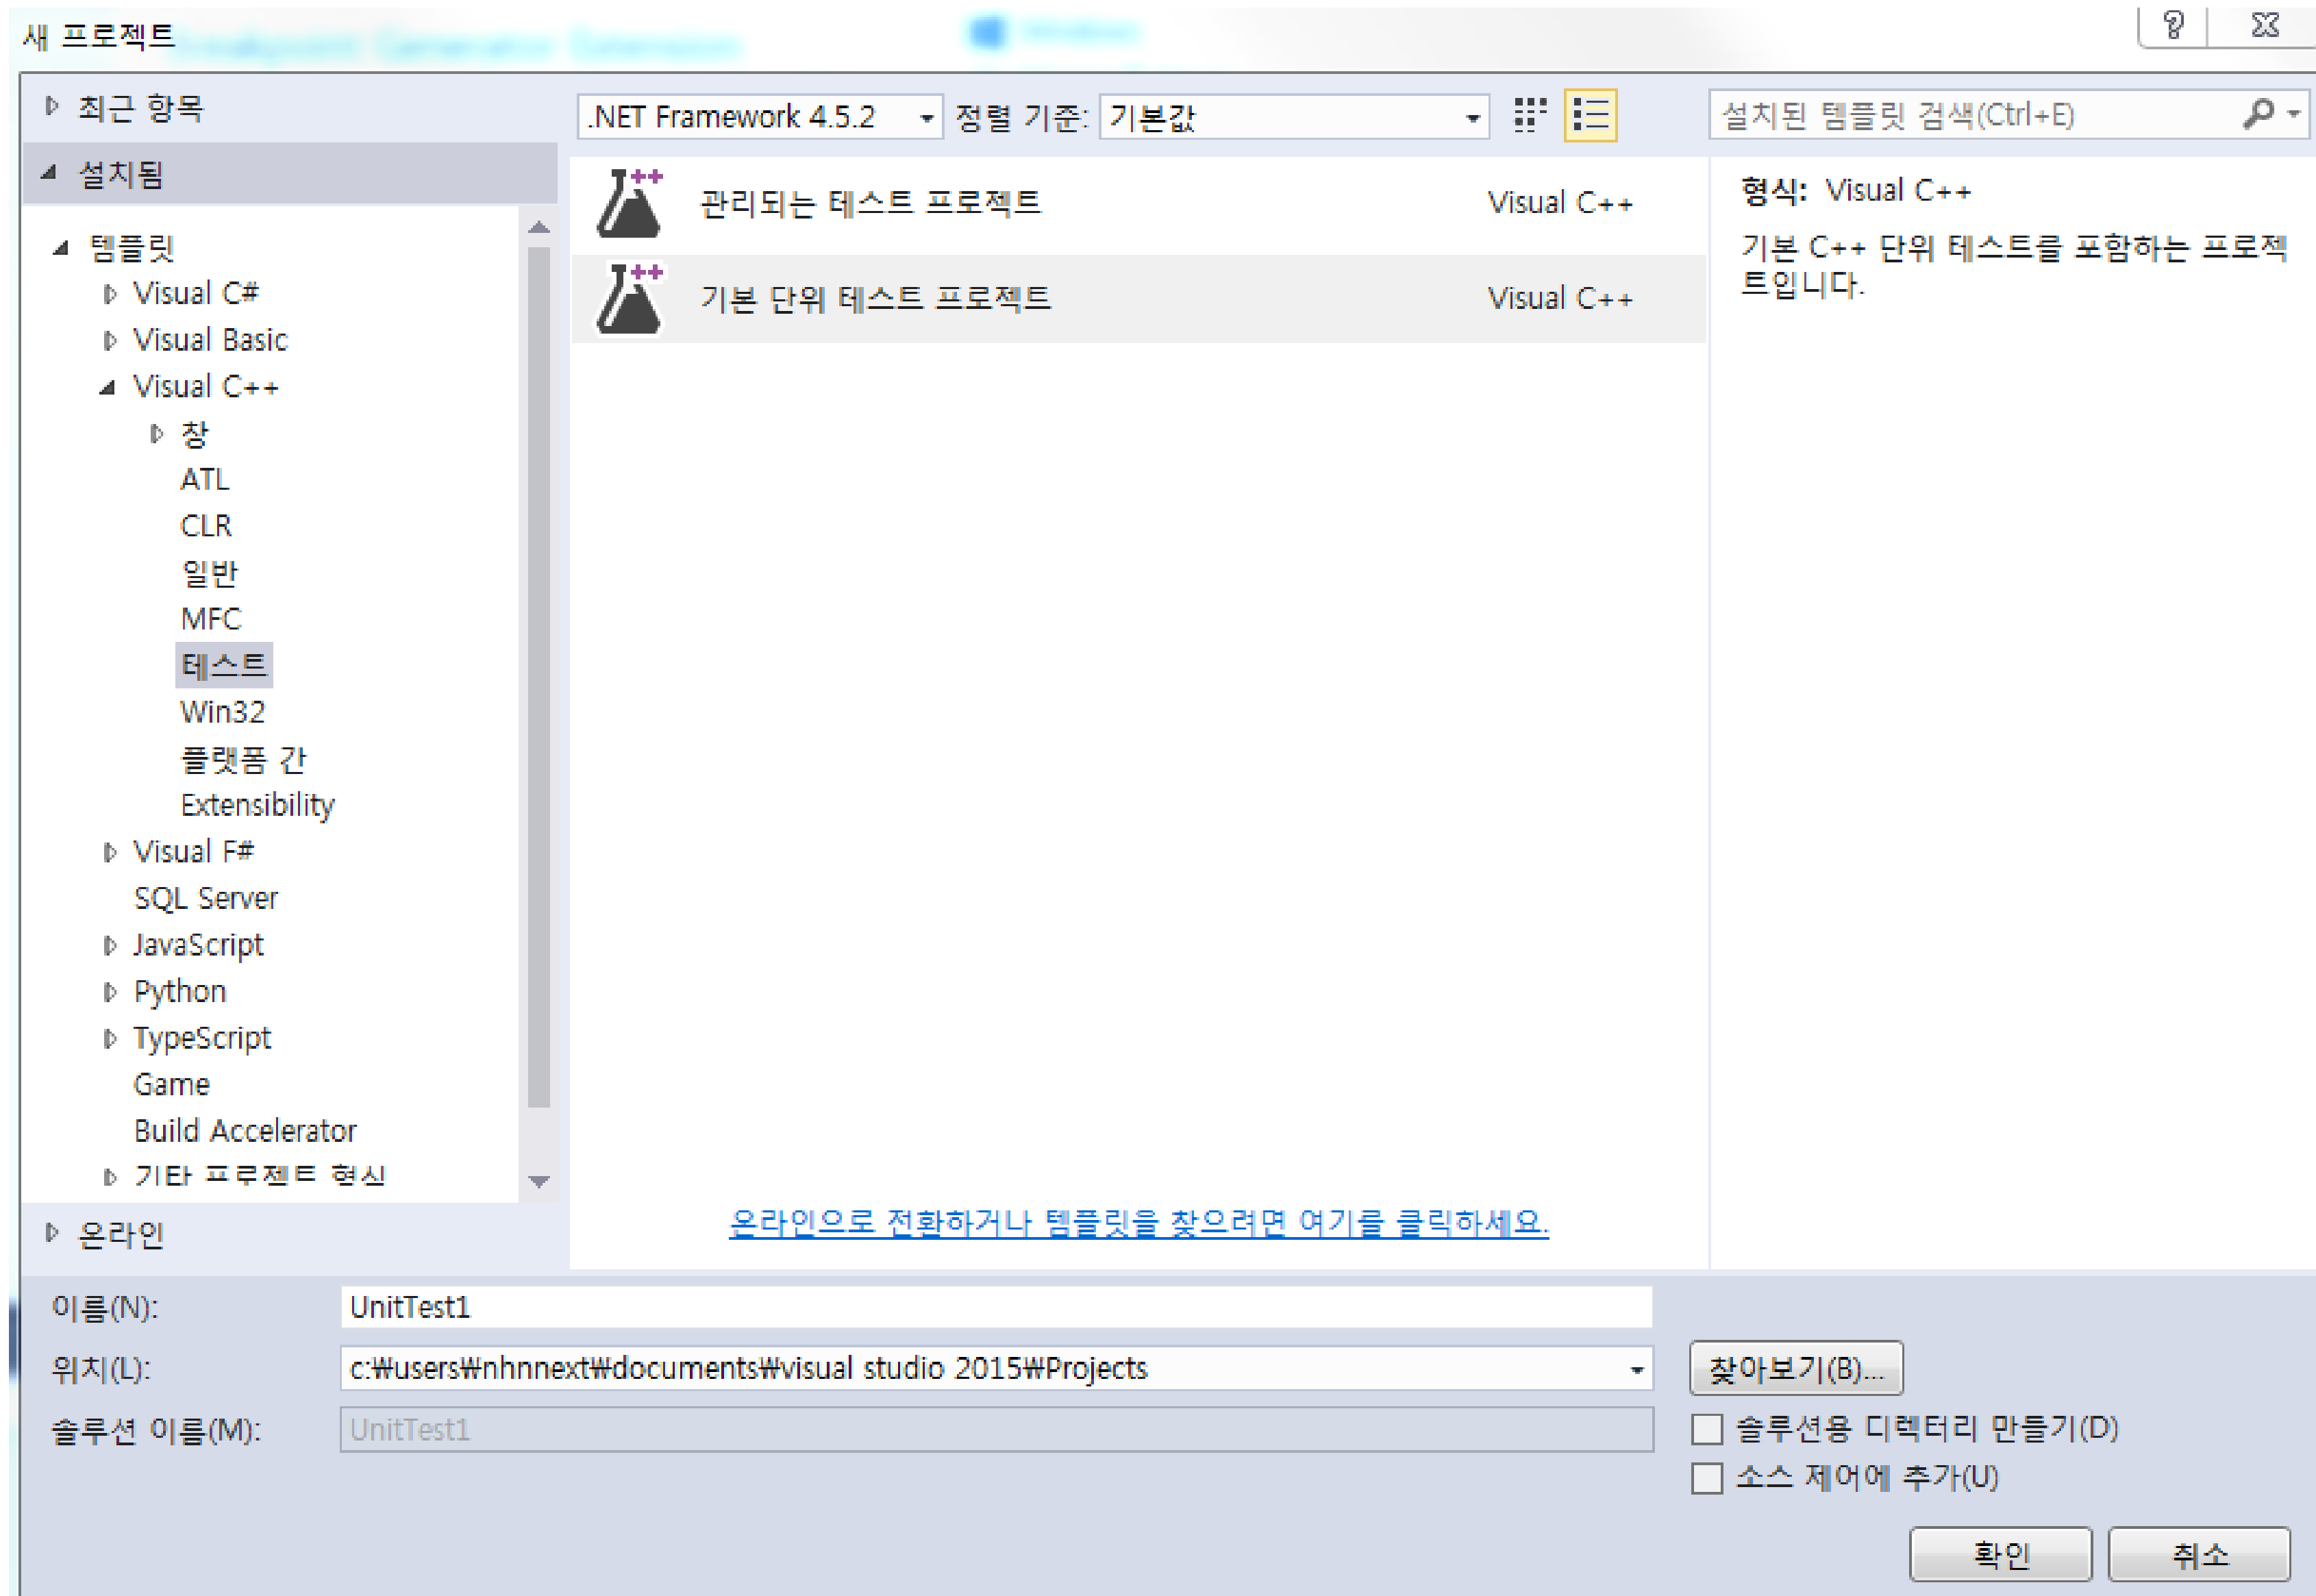 새 프로젝트
최근 항목
.NET Framework 4.5.2
정렬 기준:
기본값
설치된 템플릿 검색(Ctrl+E)
설치됨
템플릿
Visual C#
Visual Basic
Visual C++
창
ATL
CLR
일반
MFC
테스트
Win32
플랫폼 간
Extensibility
Visual F#
SQL Server
JavaScript
Python
TypeScript
Game
Build Accelerator
기타 프로젝트 형식
온라인
관리되는 테스트 프로젝트 Visual C++
기본 단위 테스트 프로젝트 Visual C++
온라인으로 전환하거나 템플릿을 찾으려면 여기를 클릭하세요.
형식: Visual C++
기본 C++ 단위 테스트를 포함하는 프로젝
트입니다.
이름(N): UnitTest1
위치(L): c:₩users₩nhnnext₩documents₩visual studio 2015₩Projects
찾아보기(B)...
솔루션 이름(M): UnitTest1
솔루션용 디렉터리 만들기(D)
소스 제어에 추가(U)
확인
취소